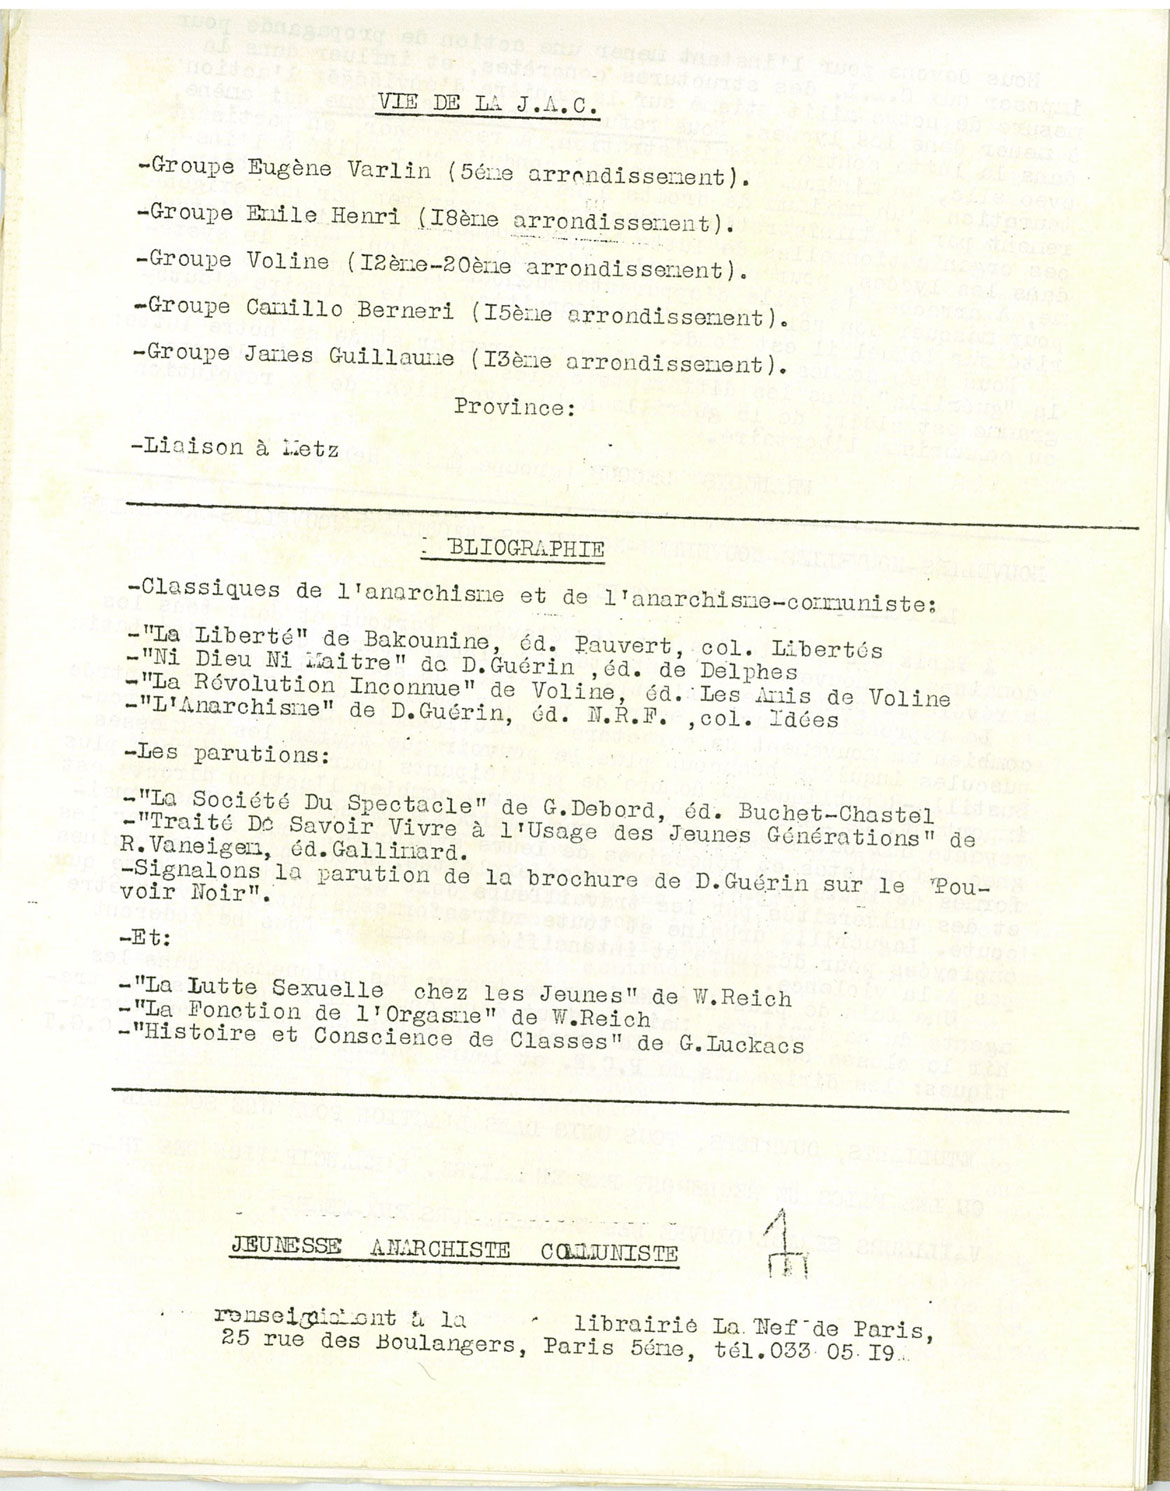 VIE DE LA J.A.C.
-Groupe Eugène Varlin (5ème arrondissement).
-Groupe Emile Henri (I8ème arrondissement).
-Groupe Voline (I2ème-20ème arrondissement).
-Groupe Camillo Berneri (I5ème arrondissement).
-Groupe James Guillaume (I3ème arrondissement).
Province:
-Liaison à Metz
BLIOGRAPHIE
-Classiques de l'anarchisme et de l'anarchisme-communiste:
-"La Liberté" de Bakounine, éd. Pauvert, col. Libertés
-"Ni Dieu Ni Maitre" de D.Guérin ,éd. de Delphes
-"La Révolution Inconnue" de Voline, éd. Les Amis de Voline
-"L'Anarchisme" de D.Guérin, éd. N.R.F. ,col. Idées
-Les parutions:
-"La Société Du Spectacle" de G.Debord, éd. Buchet-Chastel
-"Traité De Savoir Vivre à l'Usage des Jeunes Générations" de
R.Vaneigem, éd.Gallimard.
-Signalons la parution de la brochure de D.Guérin sur le "Pou-
voir Noir".
-Et:
-"La Lutte Sexuelle chez les Jeunes" de W.Reich
-"La Fonction de l'Orgasme" de W.Reich
-"Histoire et Conscience de Classes" de G.Luckacs
JEUNESSE ANARCHISTE COMMUNISTE
à la librairié La Nef de Paris,
25 rue des Boulangers, Paris 5éme, tél.033 05 I9